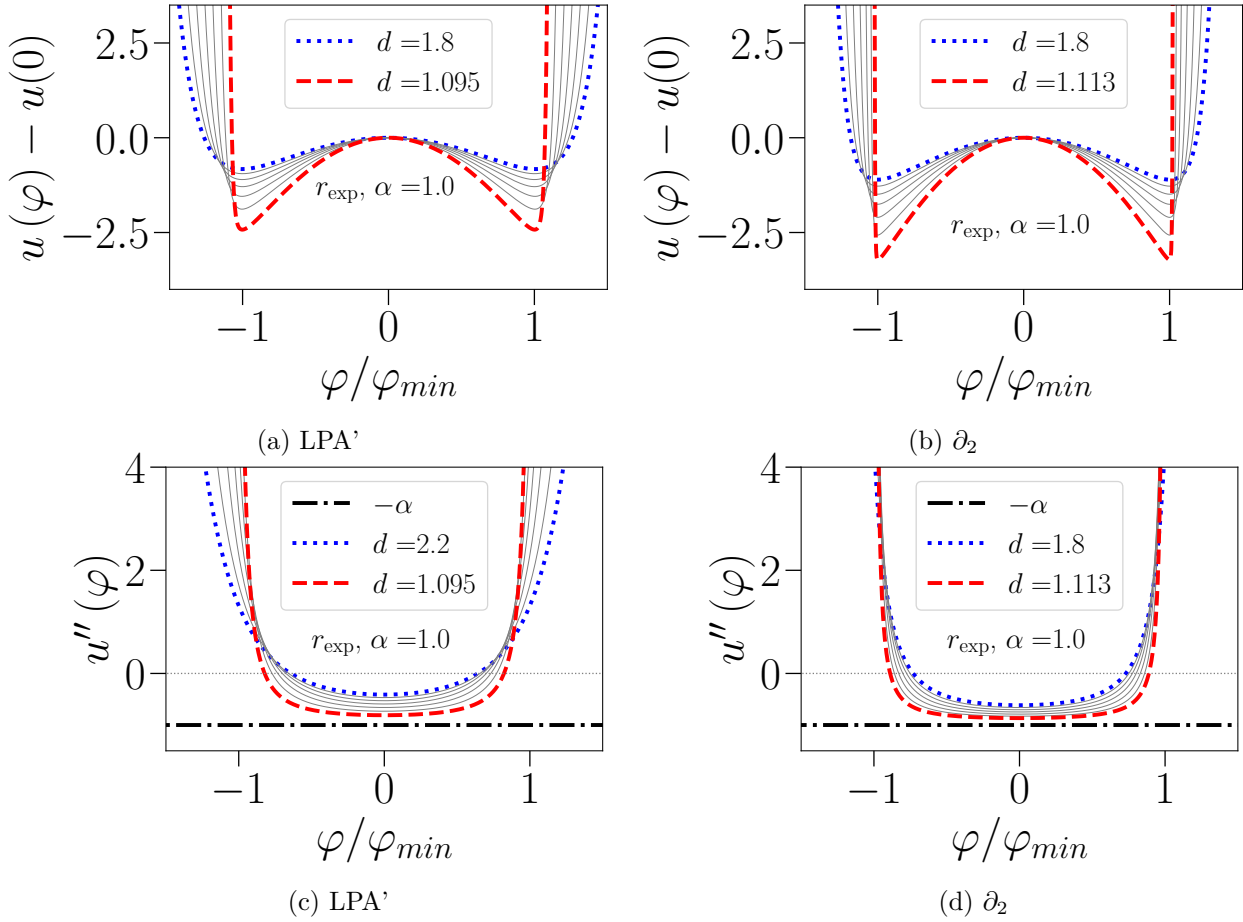 u (φ) − u(0)
2.5
0.0
−2.5
d =1.8
d =1.095
r_exp, α =1.0
−1 0 1
φ/φ_min
(a) LPA'
u (φ) − u(0)
2.5
0.0
−2.5
d =1.8
d =1.113
r_exp, α =1.0
−1 0 1
φ/φ_min
(b) ∂₂
u''(φ)
4
2
0
−α
d =2.2
d =1.095
r_exp, α =1.0
−1 0 1
φ/φ_min
(c) LPA'
u''(φ)
4
2
0
−α
d =1.8
d =1.113
r_exp, α =1.0
−1 0 1
φ/φ_min
(d) ∂₂